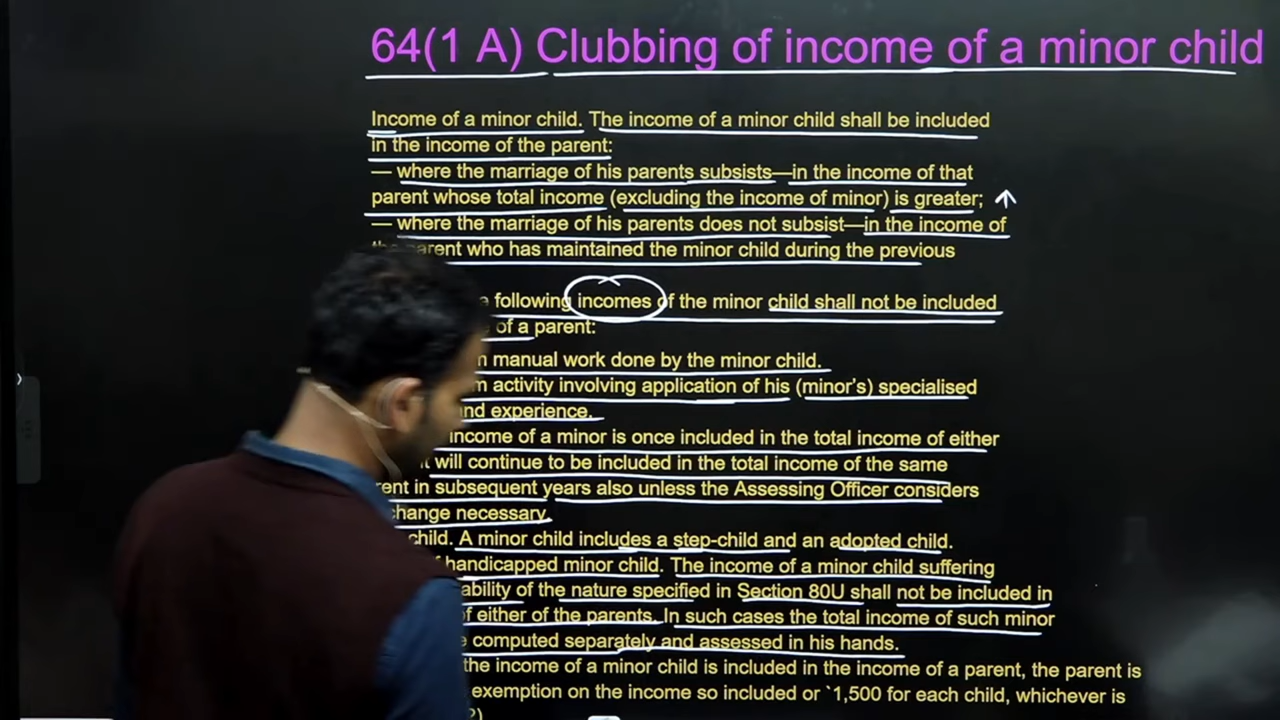 64(1 A) Clubbing of income of a minor child
Income of a minor child. The income of a minor child shall be included
in the income of the parent:
— where the marriage of his parents subsists—in the income of that
parent whose total income (excluding the income of minor) is greater;
— where the marriage of his parents does not subsist—in the income of
who has maintained the minor child during the previous
following incomes of the minor child shall not be included
of a parent:
manual work done by the minor child.
activity involving application of his (minor's) specialised
experience.
income of a minor is once included in the total income of either
will continue to be included in the total income of the same
in subsequent years also unless the Assessing Officer considers
change necessary.
child. A minor child includes a step-child and an adopted child.
handicapped minor child. The income of a minor child suffering
of the nature specified in Section 80U shall not be included in
of either of the parents. In such cases the total income of such minor
computed separately and assessed in his hands.
the income of a minor child is included in the income of a parent, the parent is
exemption on the income so included or `1,500 for each child, whichever is